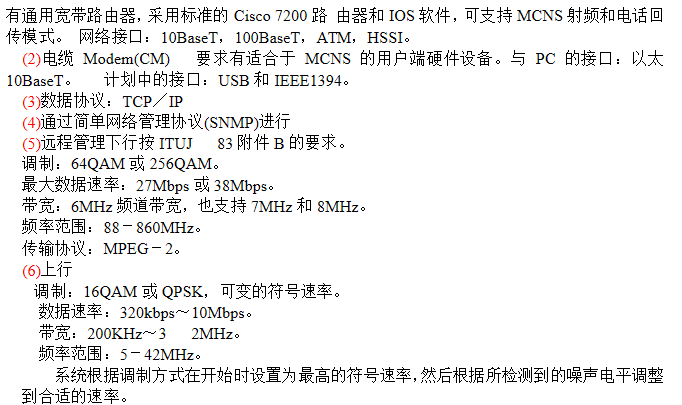 有通用宽带路由器，采用标准的 Cisco 7200 路 由器和 IOS 软件，可支持 MCNS 射频和电话回
传模式。 网络接口：10BaseT，100BaseT，ATM，HSSI。
(2)电缆 Modem(CM) 要求有适合于 MCNS 的用户端硬件设备。与 PC 的接口：以太
10BaseT。 计划中的接口：USB 和 IEEE1394。
(3)数据协议：TCP／IP
(4)通过简单网络管理协议(SNMP)进行
(5)远程管理下行按 ITUJ 83 附件 B 的要求。
调制：64QAM 或 256QAM。
最大数据速率：27Mbps 或 38Mbps。
带宽：6MHz 频道带宽，也支持 7MHz 和 8MHz。
频率范围：88－860MHz。
传输协议：MPEG－2。
(6)上行
调制：16QAM 或 QPSK，可变的符号速率。
数据速率：320kbps～10Mbps。
带宽：200KHz～3 2MHz。
频率范围：5－42MHz。
系统根据调制方式在开始时设置为最高的符号速率，然后根据所检测到的噪声电平调整
到合适的速率。